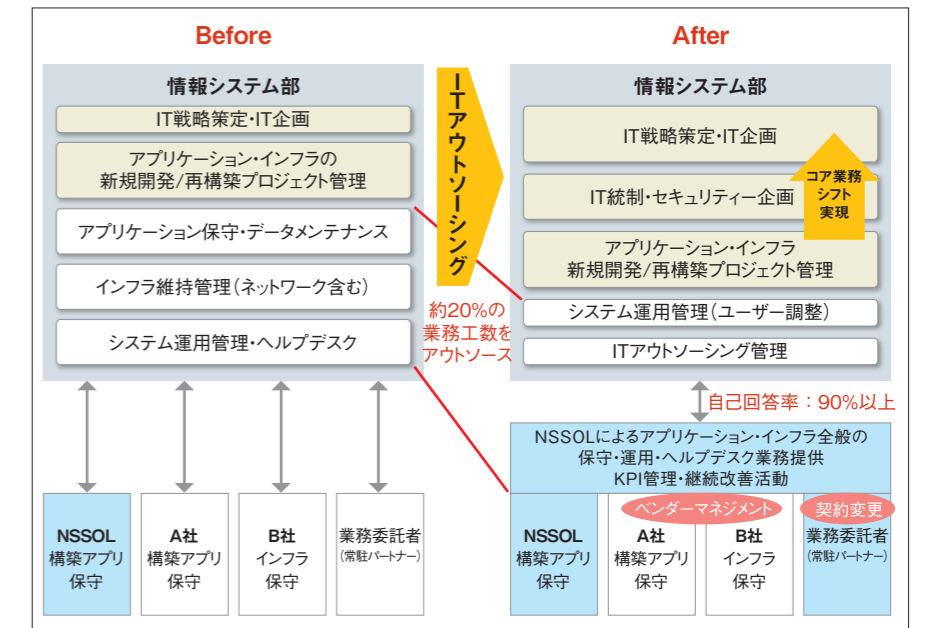 Before
情報システム部
IT戦略策定・IT企画
アプリケーション・インフラの
新規開発/再構築プロジェクト管理
アプリケーション保守・データメンテナンス
インフラ維持管理（ネットワーク含む）
システム運用管理・ヘルプデスク
NSSOL
構築アプリ
保守
A社
構築アプリ
保守
B社
インフラ
保守
業務委託者
（常駐パートナー）
ITアウトソーシング
約20%の
業務工数を
アウトソース
After
情報システム部
IT戦略策定・IT企画
IT統制・セキュリティー企画
アプリケーション・インフラ
新規開発/再構築プロジェクト管理
コア業務
シフト
実現
システム運用管理（ユーザー調整）
ITアウトソーシング管理
自己回答率：90%以上
NSSOLによるアプリケーション・インフラ全般の
保守・運用・ヘルプデスク業務提供
KPI管理・継続改善活動
ベンダーマネジメント
契約変更
NSSOL
構築アプリ
保守
A社
構築アプリ
保守
B社
インフラ
保守
業務委託者
（常駐パートナー）